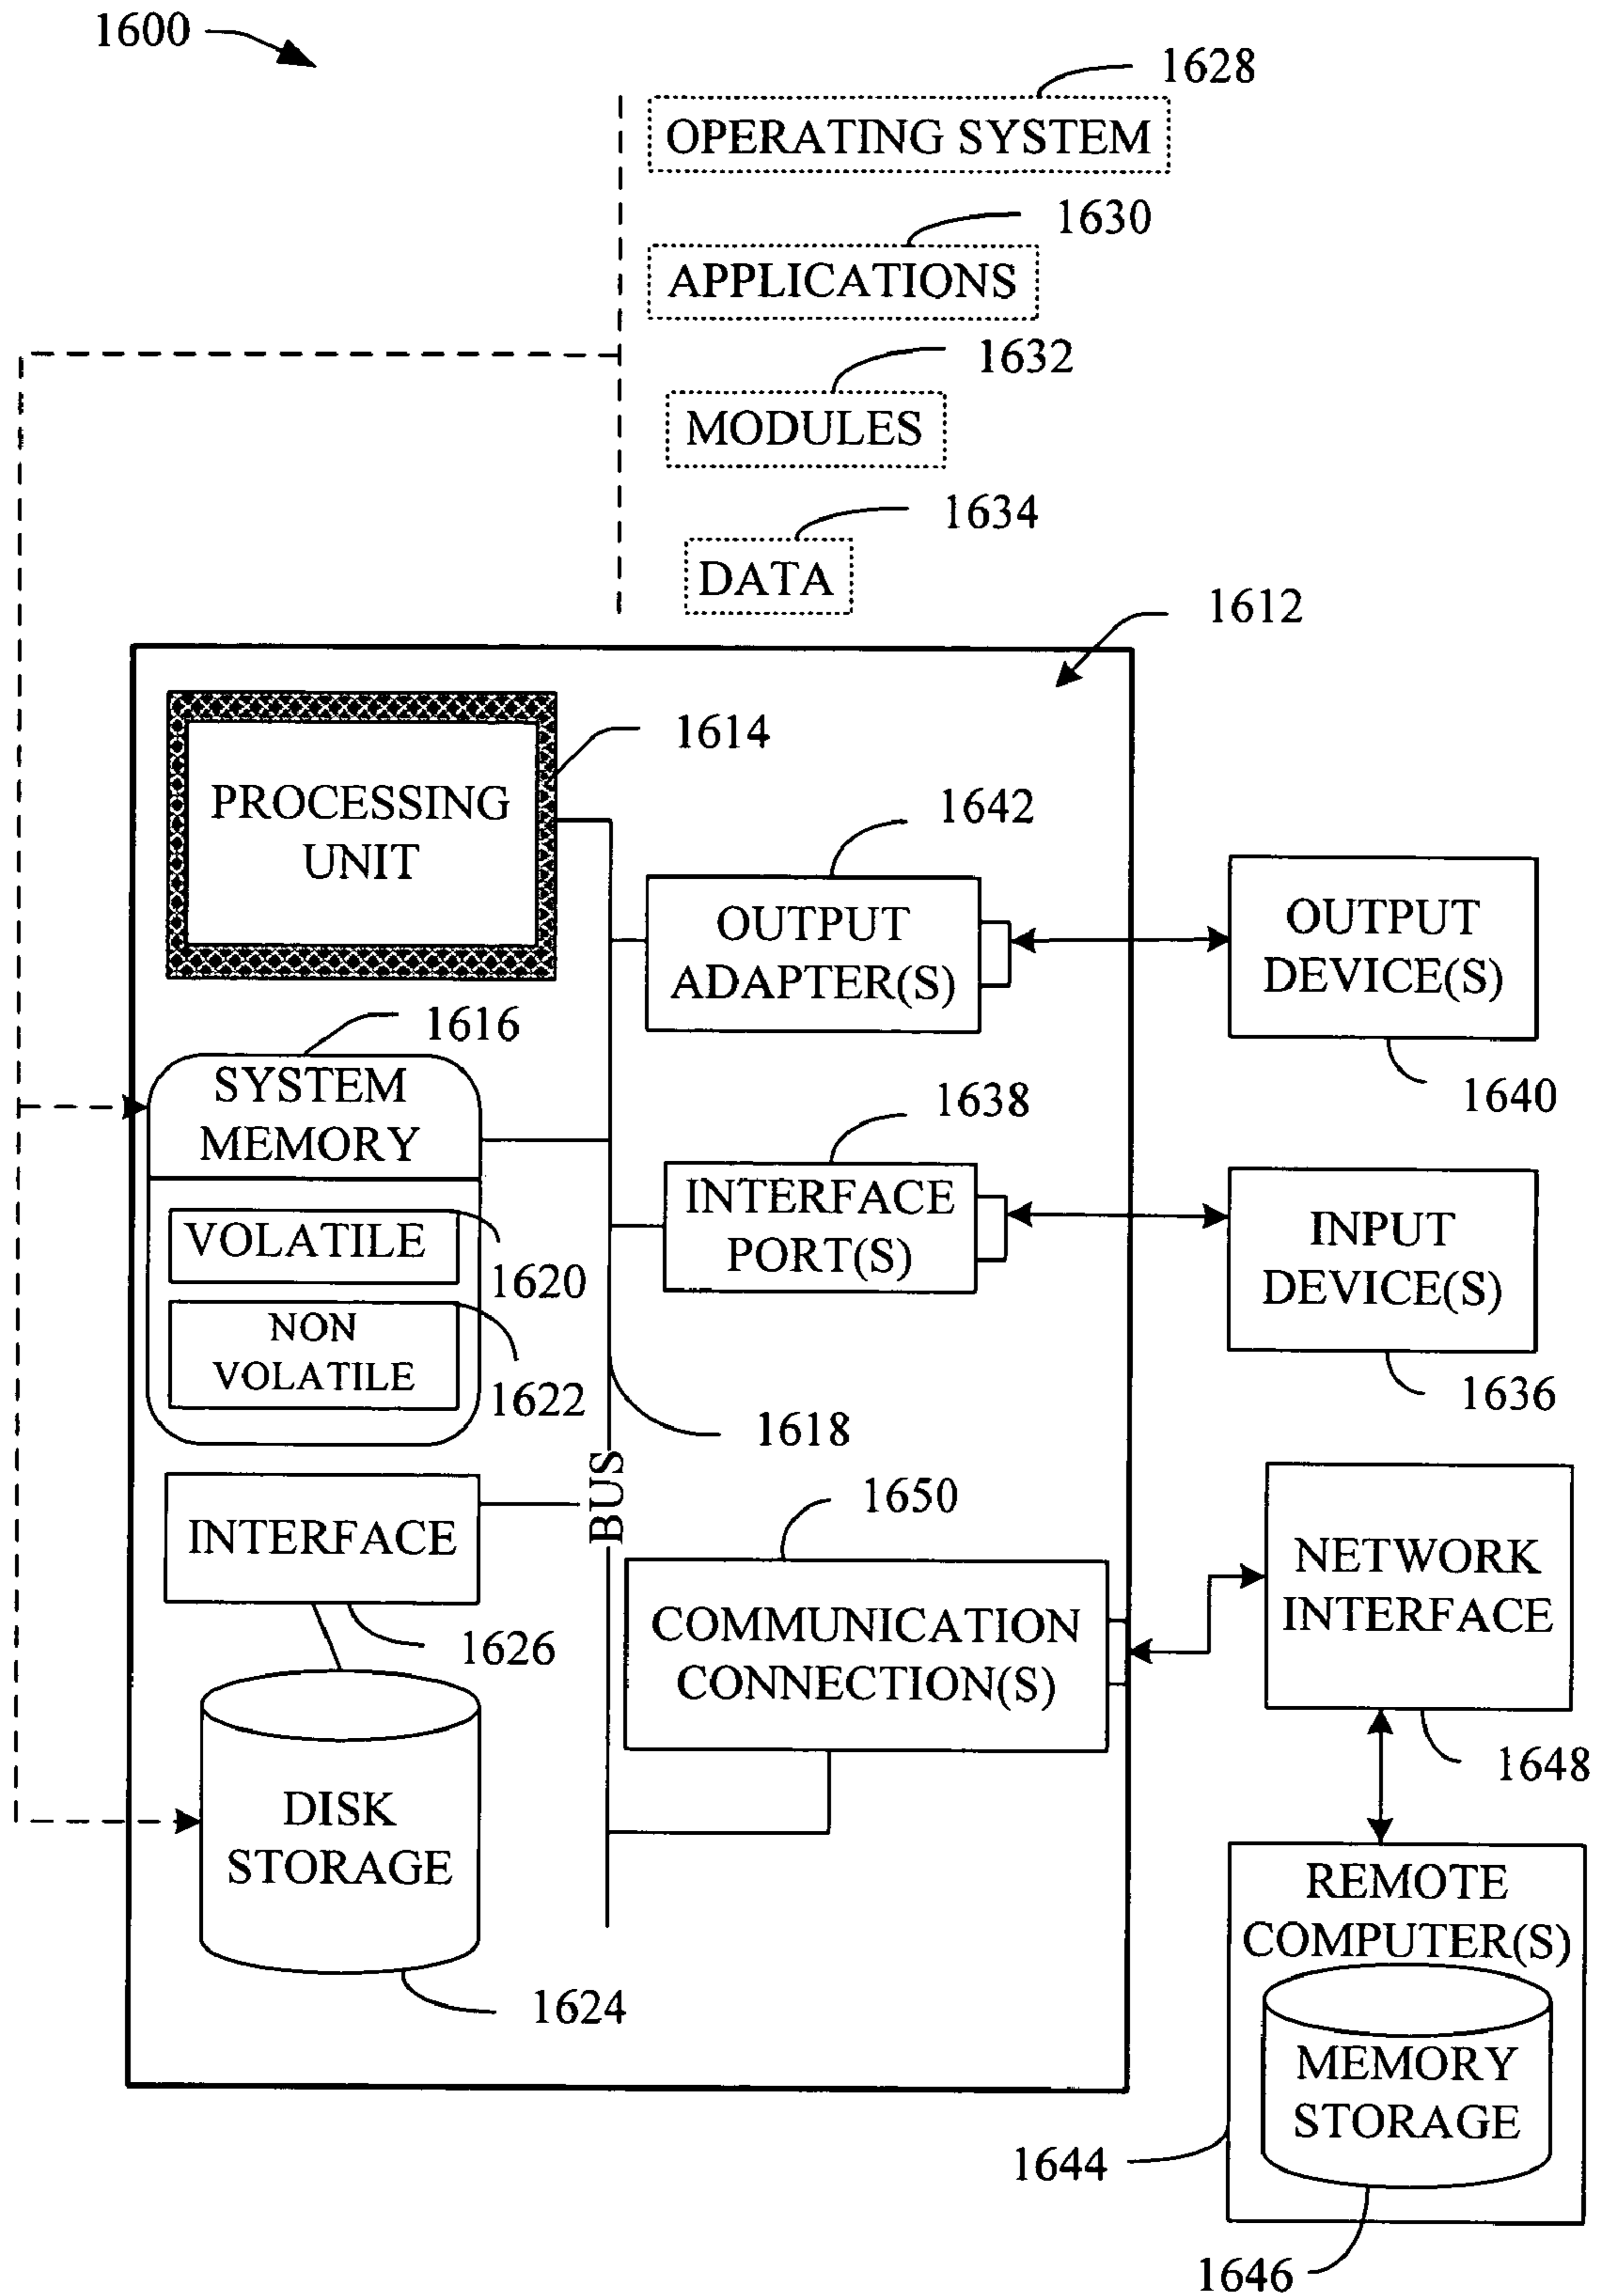 1600
1628
OPERATING SYSTEM
1630
APPLICATIONS
1632
MODULES
1634
DATA
1612
1614
PROCESSING
UNIT
1642
OUTPUT
ADAPTER(S)
OUTPUT
DEVICE(S)
1640
1616
SYSTEM
MEMORY
1638
INTERFACE
PORT(S)
INPUT
DEVICE(S)
1636
VOLATILE
1620
NON
VOLATILE
1622
1618
BUS
INTERFACE
1626
1650
COMMUNICATION
CONNECTION(S)
NETWORK
INTERFACE
1648
DISK
STORAGE
1624
REMOTE
COMPUTER(S)
MEMORY
STORAGE
1644
1646